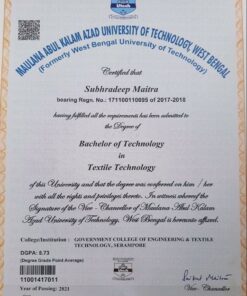 Utech
MAULANA ABUL KALAM AZAD UNIVERSITY OF TECHNOLOGY, WEST BENGAL
(Formerly West Bengal University of Technology)
Certified that
Subhradeep Maitra
bearing Regn. No.: 171100110095 of 2017-2018
having fulfilled all the requirements has been admitted to
the Degree of
Bachelor of Technology
in
Textile Technology
of this University and that the degree was conferred on him / her
with all the rights and privileges thereto. In witness whereof
the Signature of the Vice - Chancellor of Maulana Abul Kalam
Azad University of Technology, West Bengal is hereunto affixed.
College/Institution : GOVERNMENT COLLEGE OF ENGINEERING & TEXTILE
TECHNOLOGY, SERAMPORE
DGPA: 8.73
(Degree Grade Point Average)
11001417011
Year of Passing: 2021
Vice - Chancellor